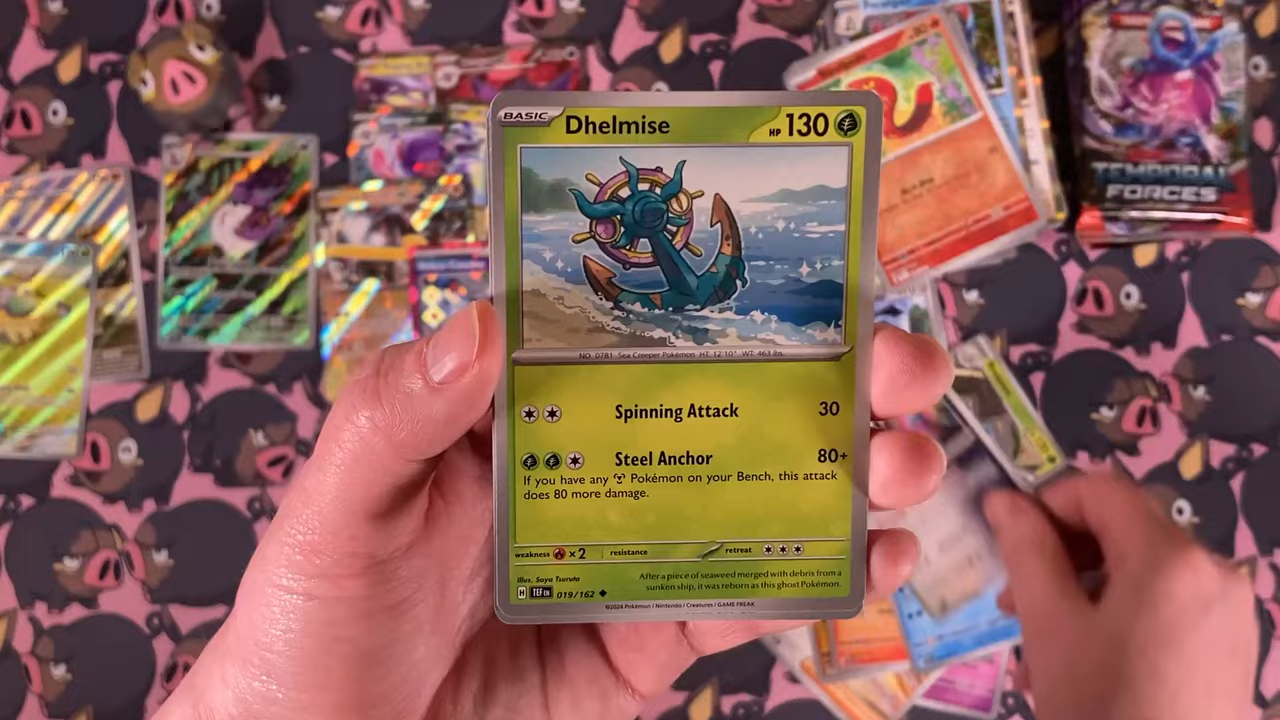 BASIC Dhelmise HP 130
NO. 0781 Sea Creeper Pokémon HT: 12'10" WT: 463 lbs.
Spinning Attack 30
Steel Anchor 80+
If you have any Pokémon on your Bench, this attack
does 80 more damage.
weakness ×2 resistance retreat
Illus. Saya Tsuruta
After a piece of seaweed merged with debris from a
sunken ship, it was reborn as this ghost Pokémon.
H TEF EN 019/162
©2024 Pokémon / Nintendo / Creatures / GAME FREAK
TEMPORAL
FORCES